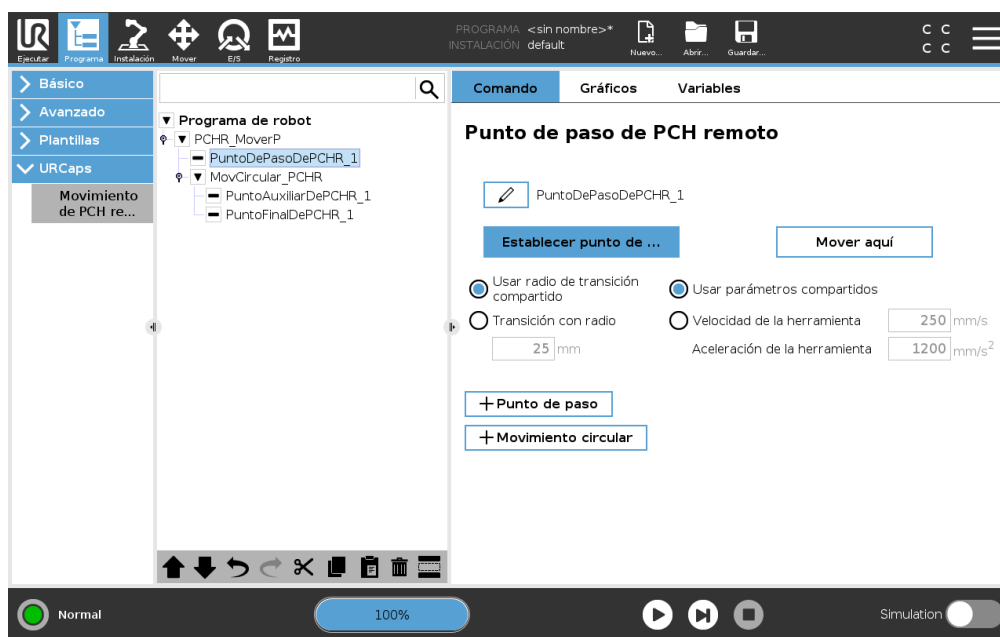 PROGRAMA <sin nombre>*
INSTALACIÓN default
UR
Ejecutar
Programa
Instalación
Mover
E/S
Registro
Nuevo...
Abrir...
Guardar...
C C
C C
Básico
Avanzado
Plantillas
URCaps
Movimiento
de PCH re...
Programa de robot
PCHR_MoverP
PuntoDePasoDePCHR_1
MovCircular_PCHR
PuntoAuxiliarDePCHR_1
PuntoFinalDePCHR_1
Comando Gráficos Variables
Punto de paso de PCH remoto
PuntoDePasoDePCHR_1
Establecer punto de ...
Mover aquí
Usar radio de transición
compartido
Usar parámetros compartidos
Transición con radio
Velocidad de la herramienta 250 mm/s
25 mm
Aceleración de la herramienta 1200 mm/s²
+ Punto de paso
+ Movimiento circular
Normal
100%
Simulation